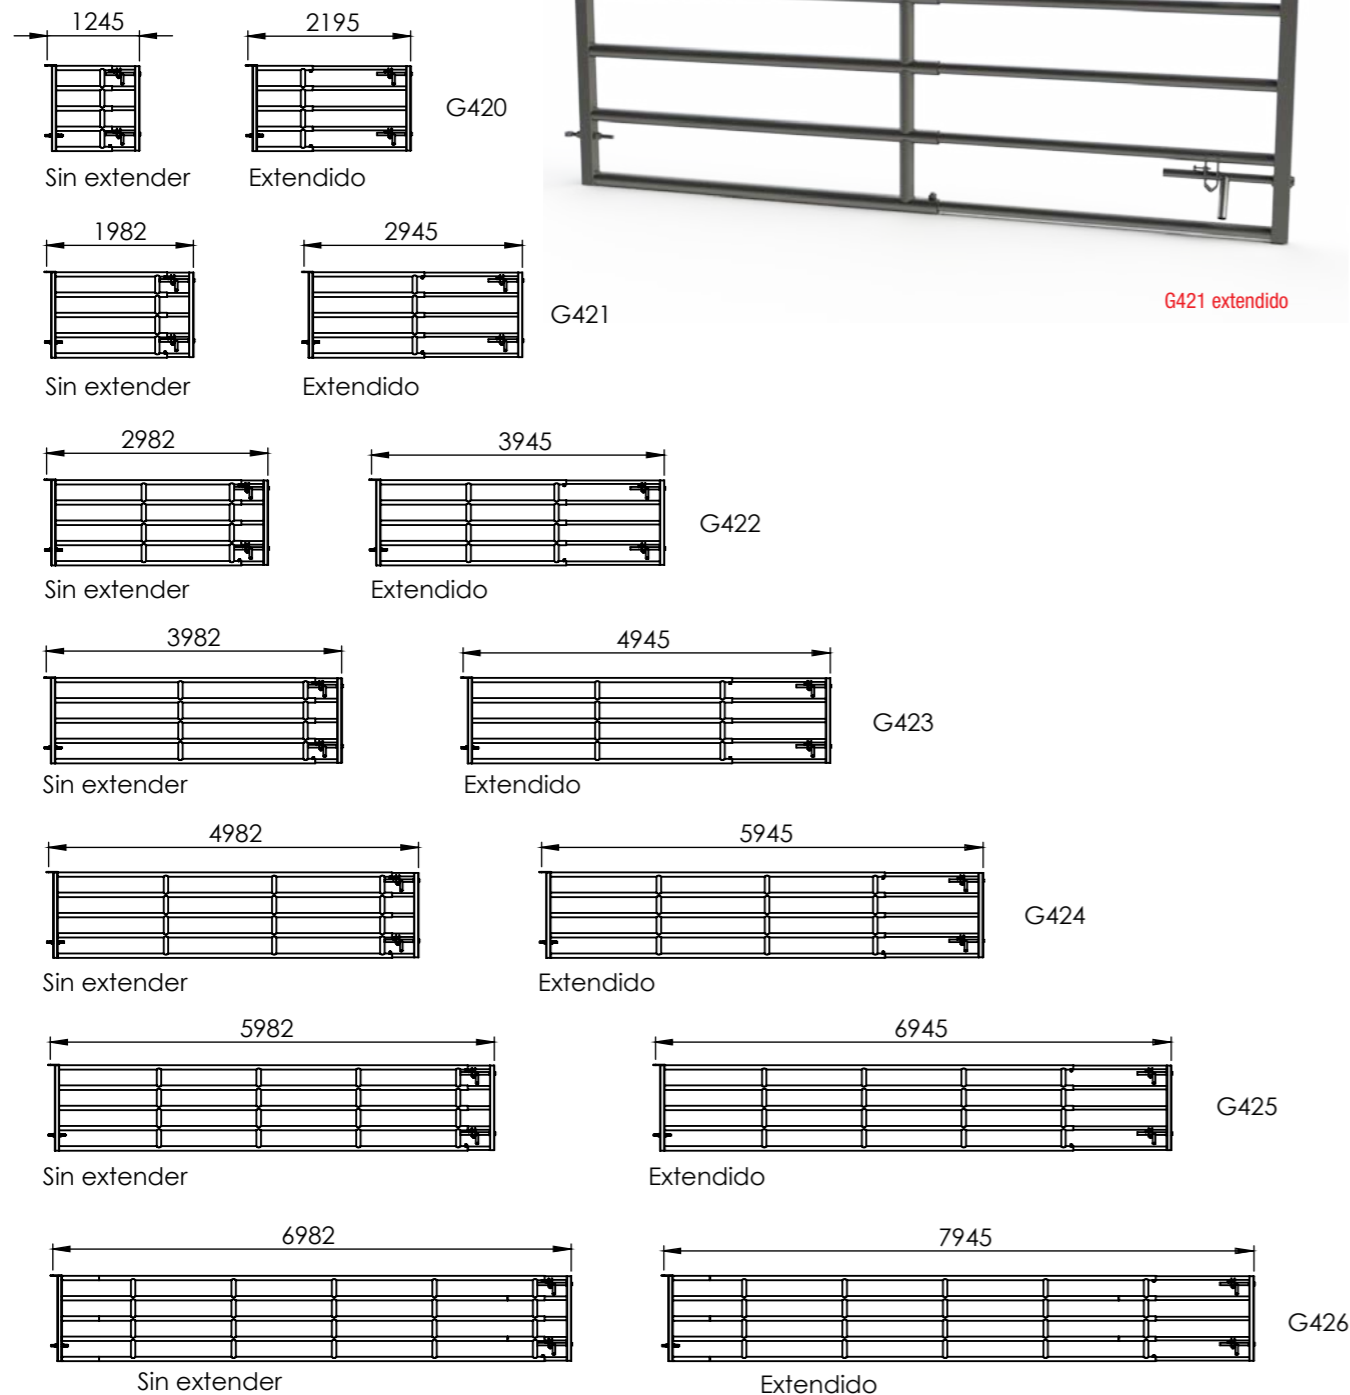 1245 2195
G420
Sin extender Extendido
1982 2945
G421
G421 extendido
Sin extender Extendido
2982 3945
G422
Sin extender Extendido
3982 4945
G423
Sin extender Extendido
4982 5945
G424
Sin extender Extendido
5982 6945
G425
Sin extender Extendido
6982 7945
G426
Sin extender Extendido